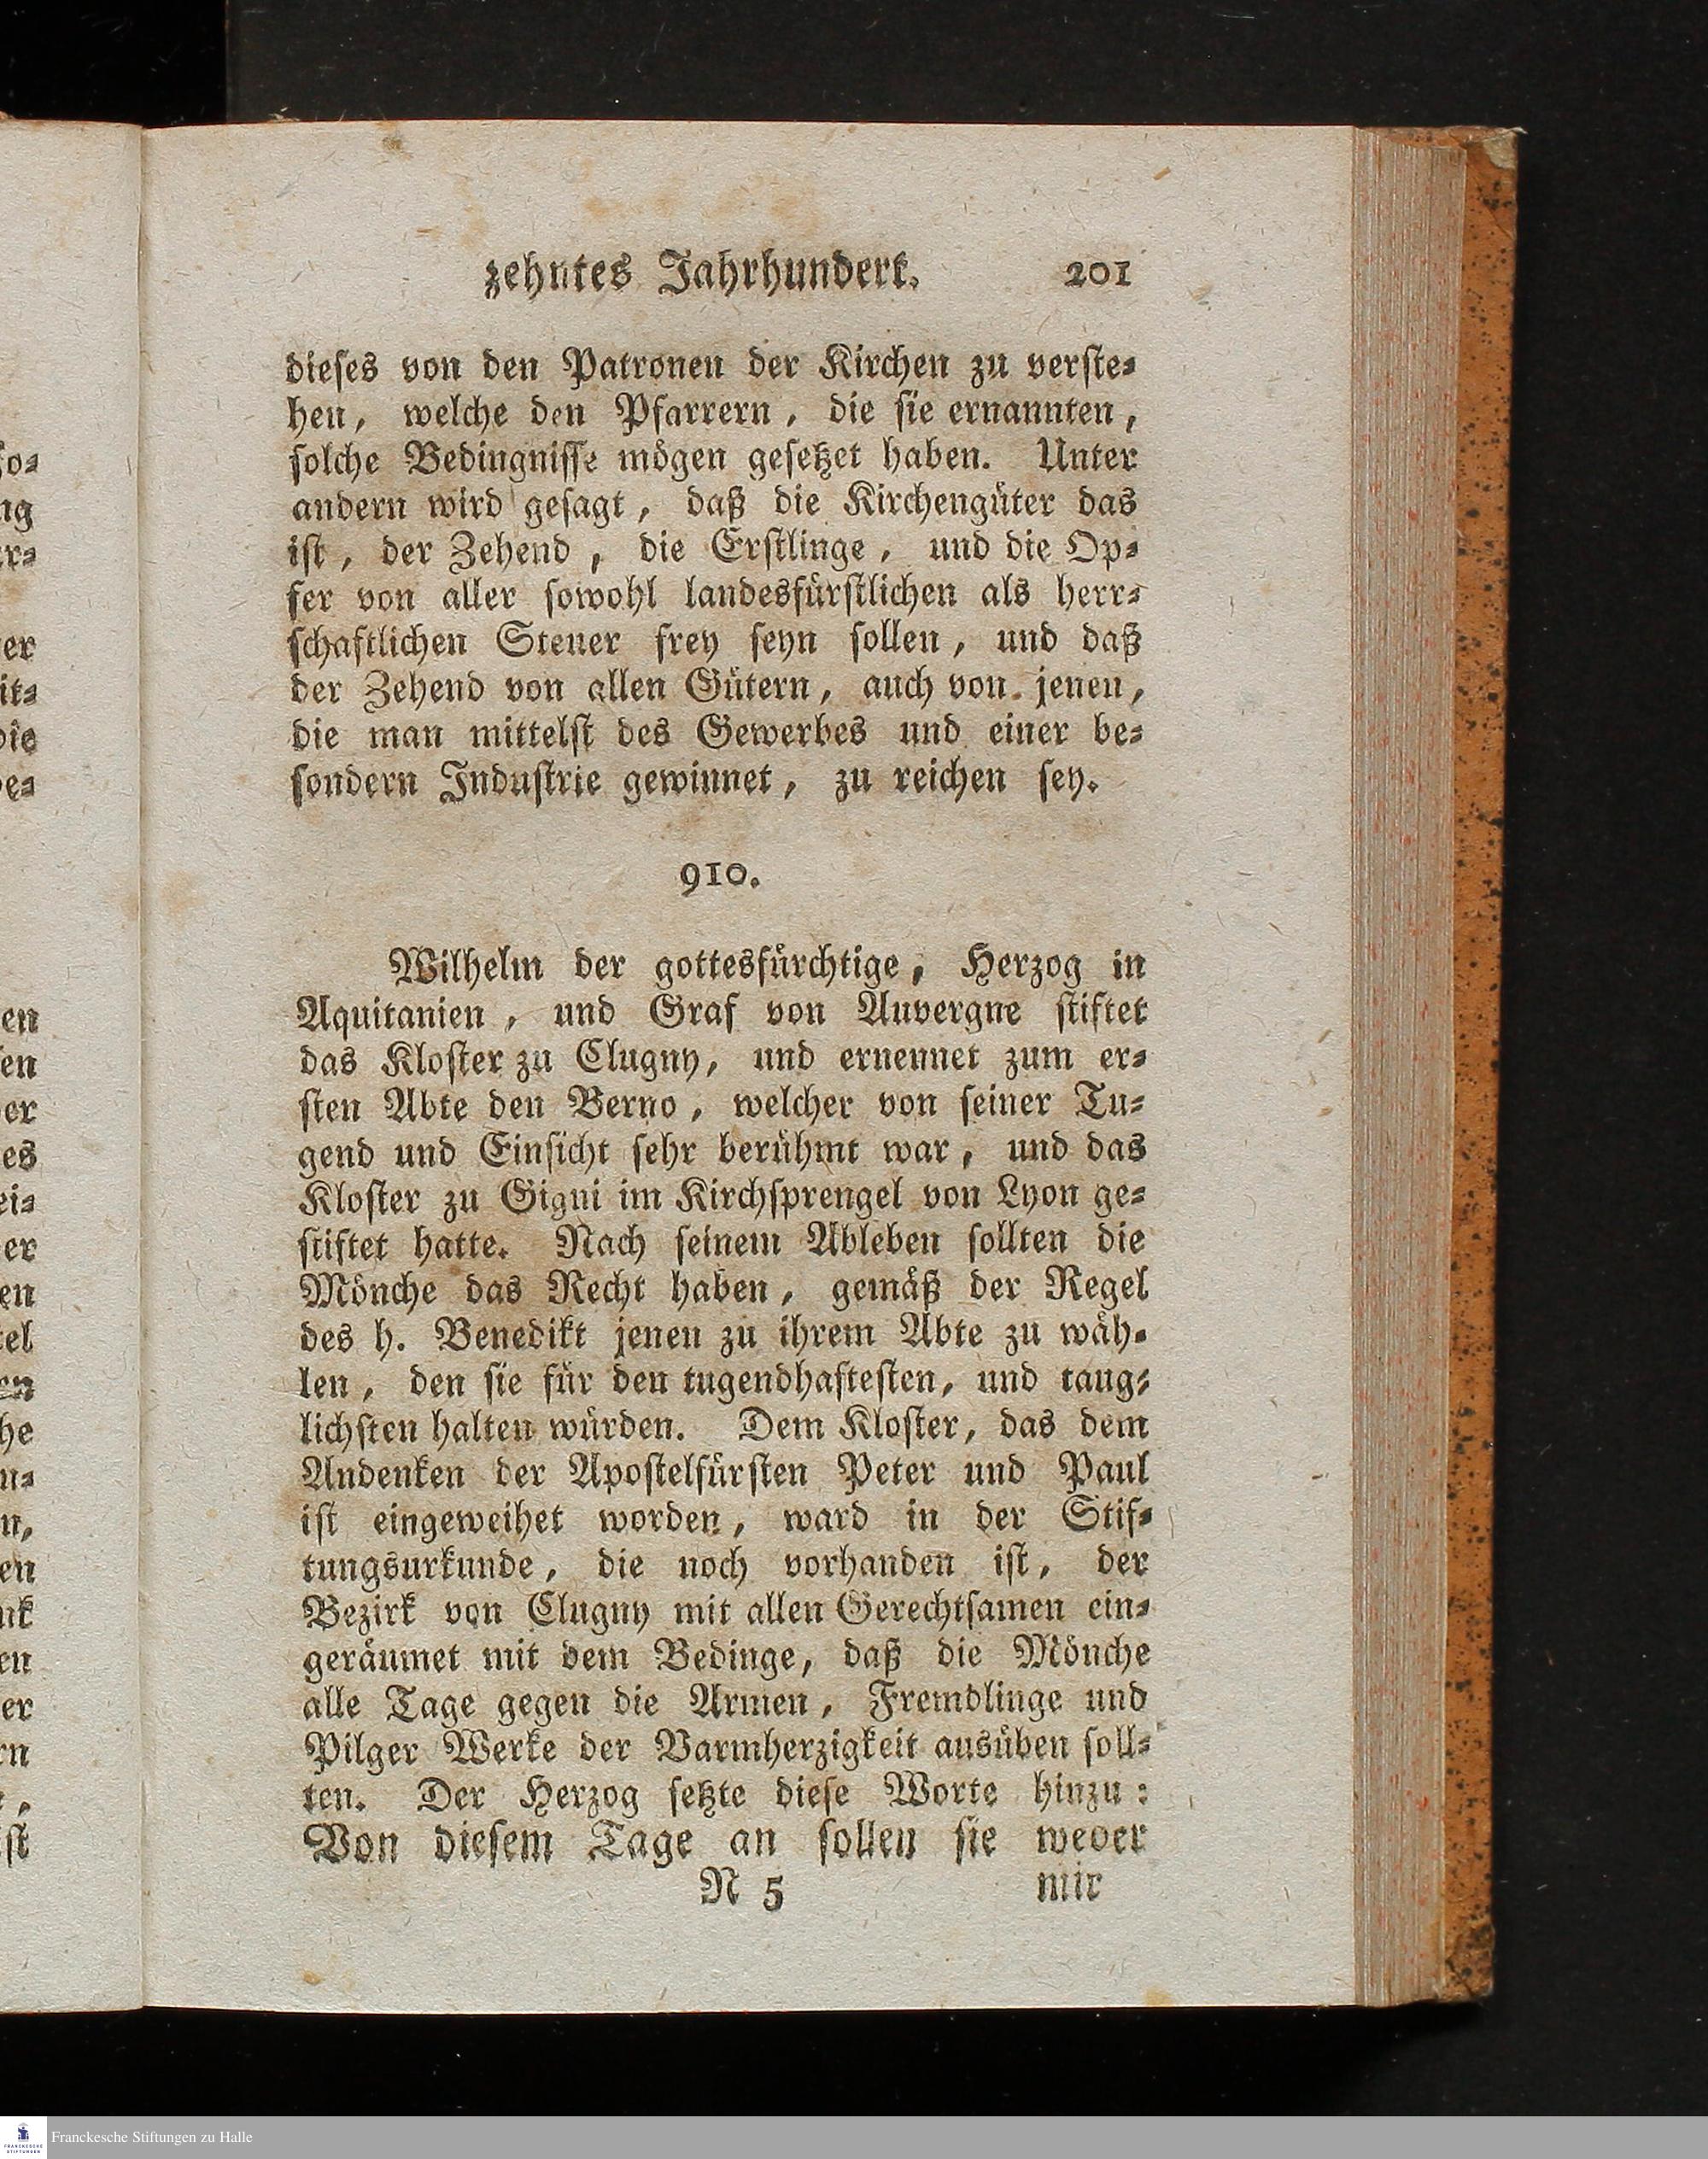 zehntes Jahrhundert. 201
dieses von den Patronen der Kirchen zu verste⸗
hen, welche den Pfarrern, die sie ernannten,
solche Bedingnisse mögen gesetzet haben. Unter
andern wird gesagt, daß die Kirchengüter das
ist, der Zehend, die Erstlinge, und die Op⸗
fer von aller sowohl landesfürstlichen als herr⸗
schaftlichen Steuer frey seyn sollen, und daß
der Zehend von allen Gütern, auch von jenen,
die man mittelst des Gewerbes und einer be⸗
sondern Industrie gewinnet, zu reichen sey.
910.
Wilhelm der gottesfürchtige, Herzog in
Aquitanien, und Graf von Auvergne stiftet
das Kloster zu Clugny, und ernennet zum er⸗
sten Abte den Berno, welcher von seiner Tu⸗
gend und Einsicht sehr berühmt war, und das
Kloster zu Gigni im Kirchsprengel von Lyon ge⸗
stiftet hatte. Nach seinem Ableben sollten die
Mönche das Recht haben, gemäß der Regel
des h. Benedikt jenen zu ihrem Abte zu wäh⸗
len, den sie für den tugendhaftesten, und taug⸗
lichsten halten würden. Dem Kloster, das dem
Andenken der Apostelfürsten Peter und Paul
ist eingeweihet worden, ward in der Stif⸗
tungsurkunde, die noch vorhanden ist, der
Bezirk von Clugny mit allen Gerechtsamen ein⸗
geräumet mit dem Bedinge, daß die Mönche
alle Tage gegen die Armen, Fremdlinge und
Pilger Werke der Barmherzigkeit ausüben soll⸗
ten. Der Herzog setzte diese Worte hinzu:
Von diesem Tage an sollen sie weder
N 5 mir
Franckesche Stiftungen zu Halle